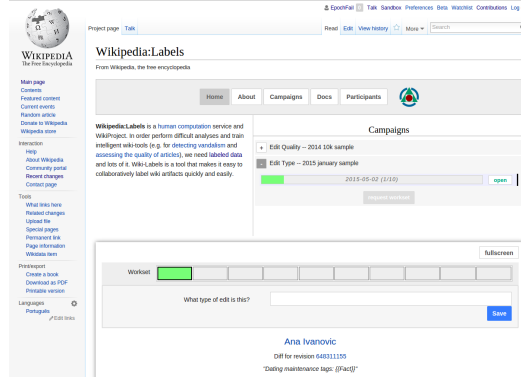 EpochFail Talk Sandbox Preferences Beta Watchlist Contributions Log
Project page Talk Read Edit View history More Search
WIKIPEDIA
The Free Encyclopedia
Wikipedia:Labels
From Wikipedia, the free encyclopedia
Main page
Contents
Featured content
Current events
Random article
Donate to Wikipedia
Wikipedia store
Interaction
Help
About Wikipedia
Community portal
Recent changes
Contact page
Tools
What links here
Related changes
Upload file
Special pages
Permanent link
Page information
Wikidata item
Print/export
Create a book
Download as PDF
Printable version
Languages
Português
Edit links
Home About Campaigns Docs Participants
Wikipedia:Labels is a human computation service and
WikiProject. In order perform difficult analyses and train
intelligent wiki-tools (e.g. for detecting vandalism and
assessing the quality of articles), we need labeled data
and lots of it. Wiki-Labels is a tool that makes it easy to
collaboratively label wiki artifacts quickly and easily.
Campaigns
+ Edit Quality -- 2014 10k sample
- Edit Type -- 2015 january sample
2015-05-02 (1/10) open
request workset
fullscreen
Workset
What type of edit is this?
Save
Ana Ivanovic
Diff for revision 648311155
"Dating maintenance tags: {{Fact}}"